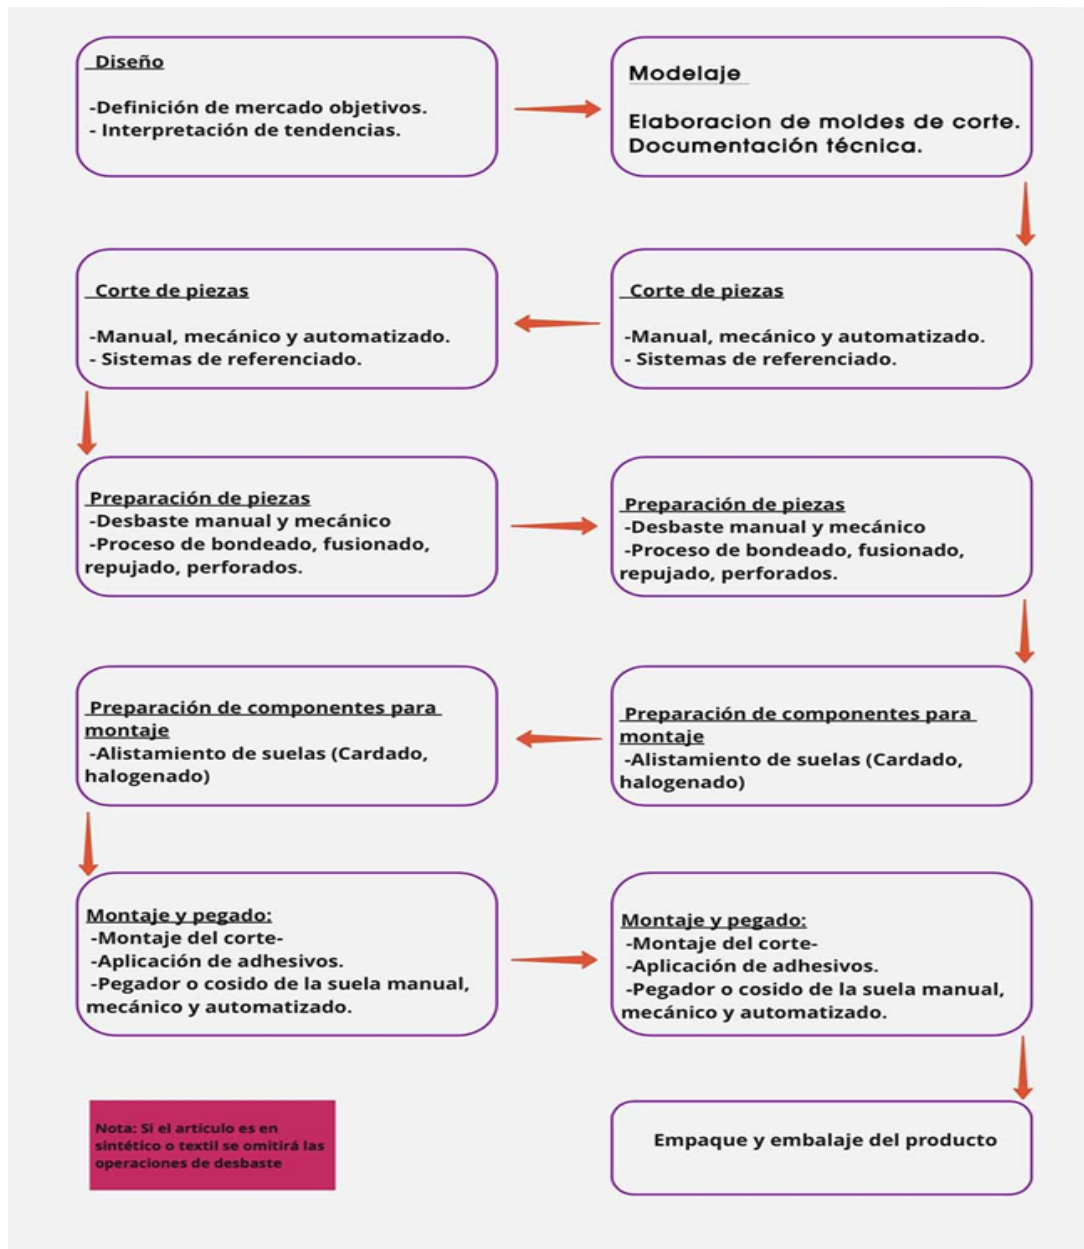 Diseño
-Definición de mercado objetivos.
- Interpretación de tendencias.
Modelaje
Elaboracion de moldes de corte.
Documentación técnica.
Corte de piezas
-Manual, mecánico y automatizado.
- Sistemas de referenciado.
Corte de piezas
-Manual, mecánico y automatizado.
- Sistemas de referenciado.
Preparación de piezas
-Desbaste manual y mecánico
-Proceso de bondeado, fusionado,
repujado, perforados.
Preparación de piezas
-Desbaste manual y mecánico
-Proceso de bondeado, fusionado,
repujado, perforados.
Preparación de componentes para
montaje
-Alistamiento de suelas (Cardado,
halogenado)
Preparación de componentes para
montaje
-Alistamiento de suelas (Cardado,
halogenado)
Montaje y pegado:
-Montaje del corte-
-Aplicación de adhesivos.
-Pegador o cosido de la suela manual,
mecánico y automatizado.
Montaje y pegado:
-Montaje del corte-
-Aplicación de adhesivos.
-Pegador o cosido de la suela manual,
mecánico y automatizado.
Nota: Si el articulo es en
sintético o textil se omitirá las
operaciones de desbaste
Empaque y embalaje del producto